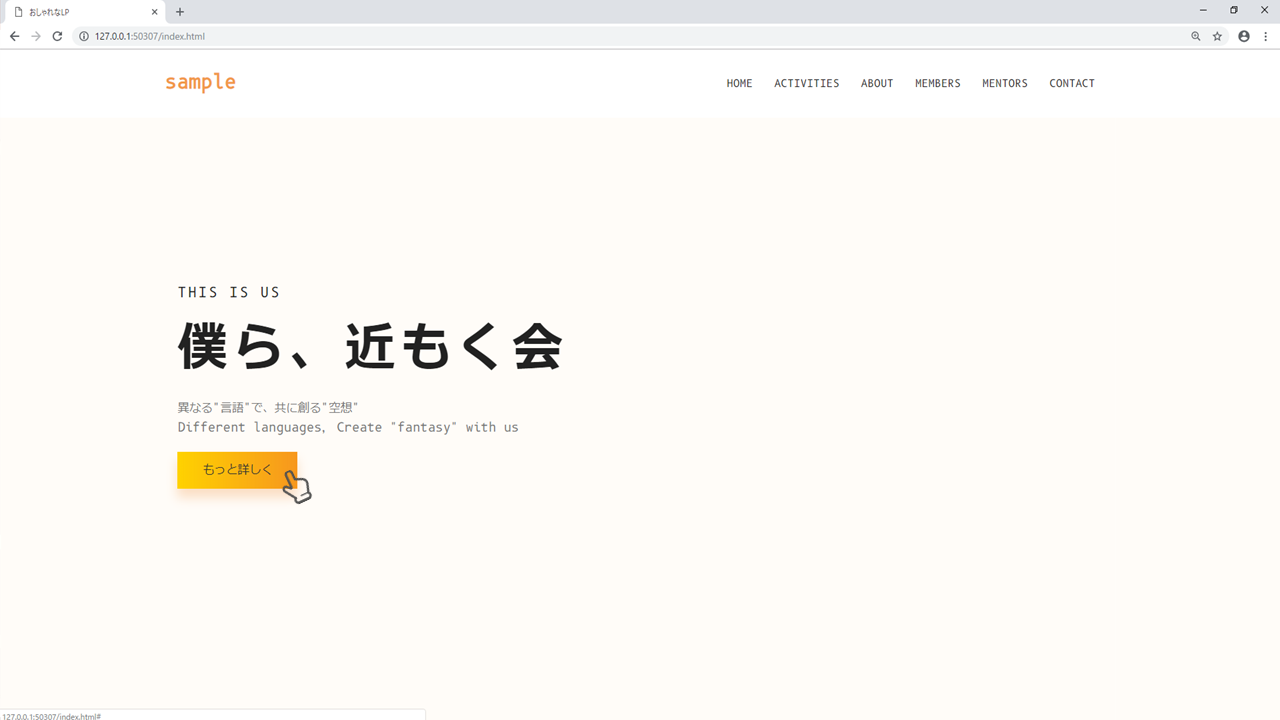 おしゃれなLP
127.0.0.1:50307/index.html
sample
HOME ACTIVITIES ABOUT MEMBERS MENTORS CONTACT
THIS IS US
僕ら、近もく会
異なる"言語"で、共に創る"空想"
Different languages, Create "fantasy" with us
もっと詳しく
127.0.0.1:50307/index.html#